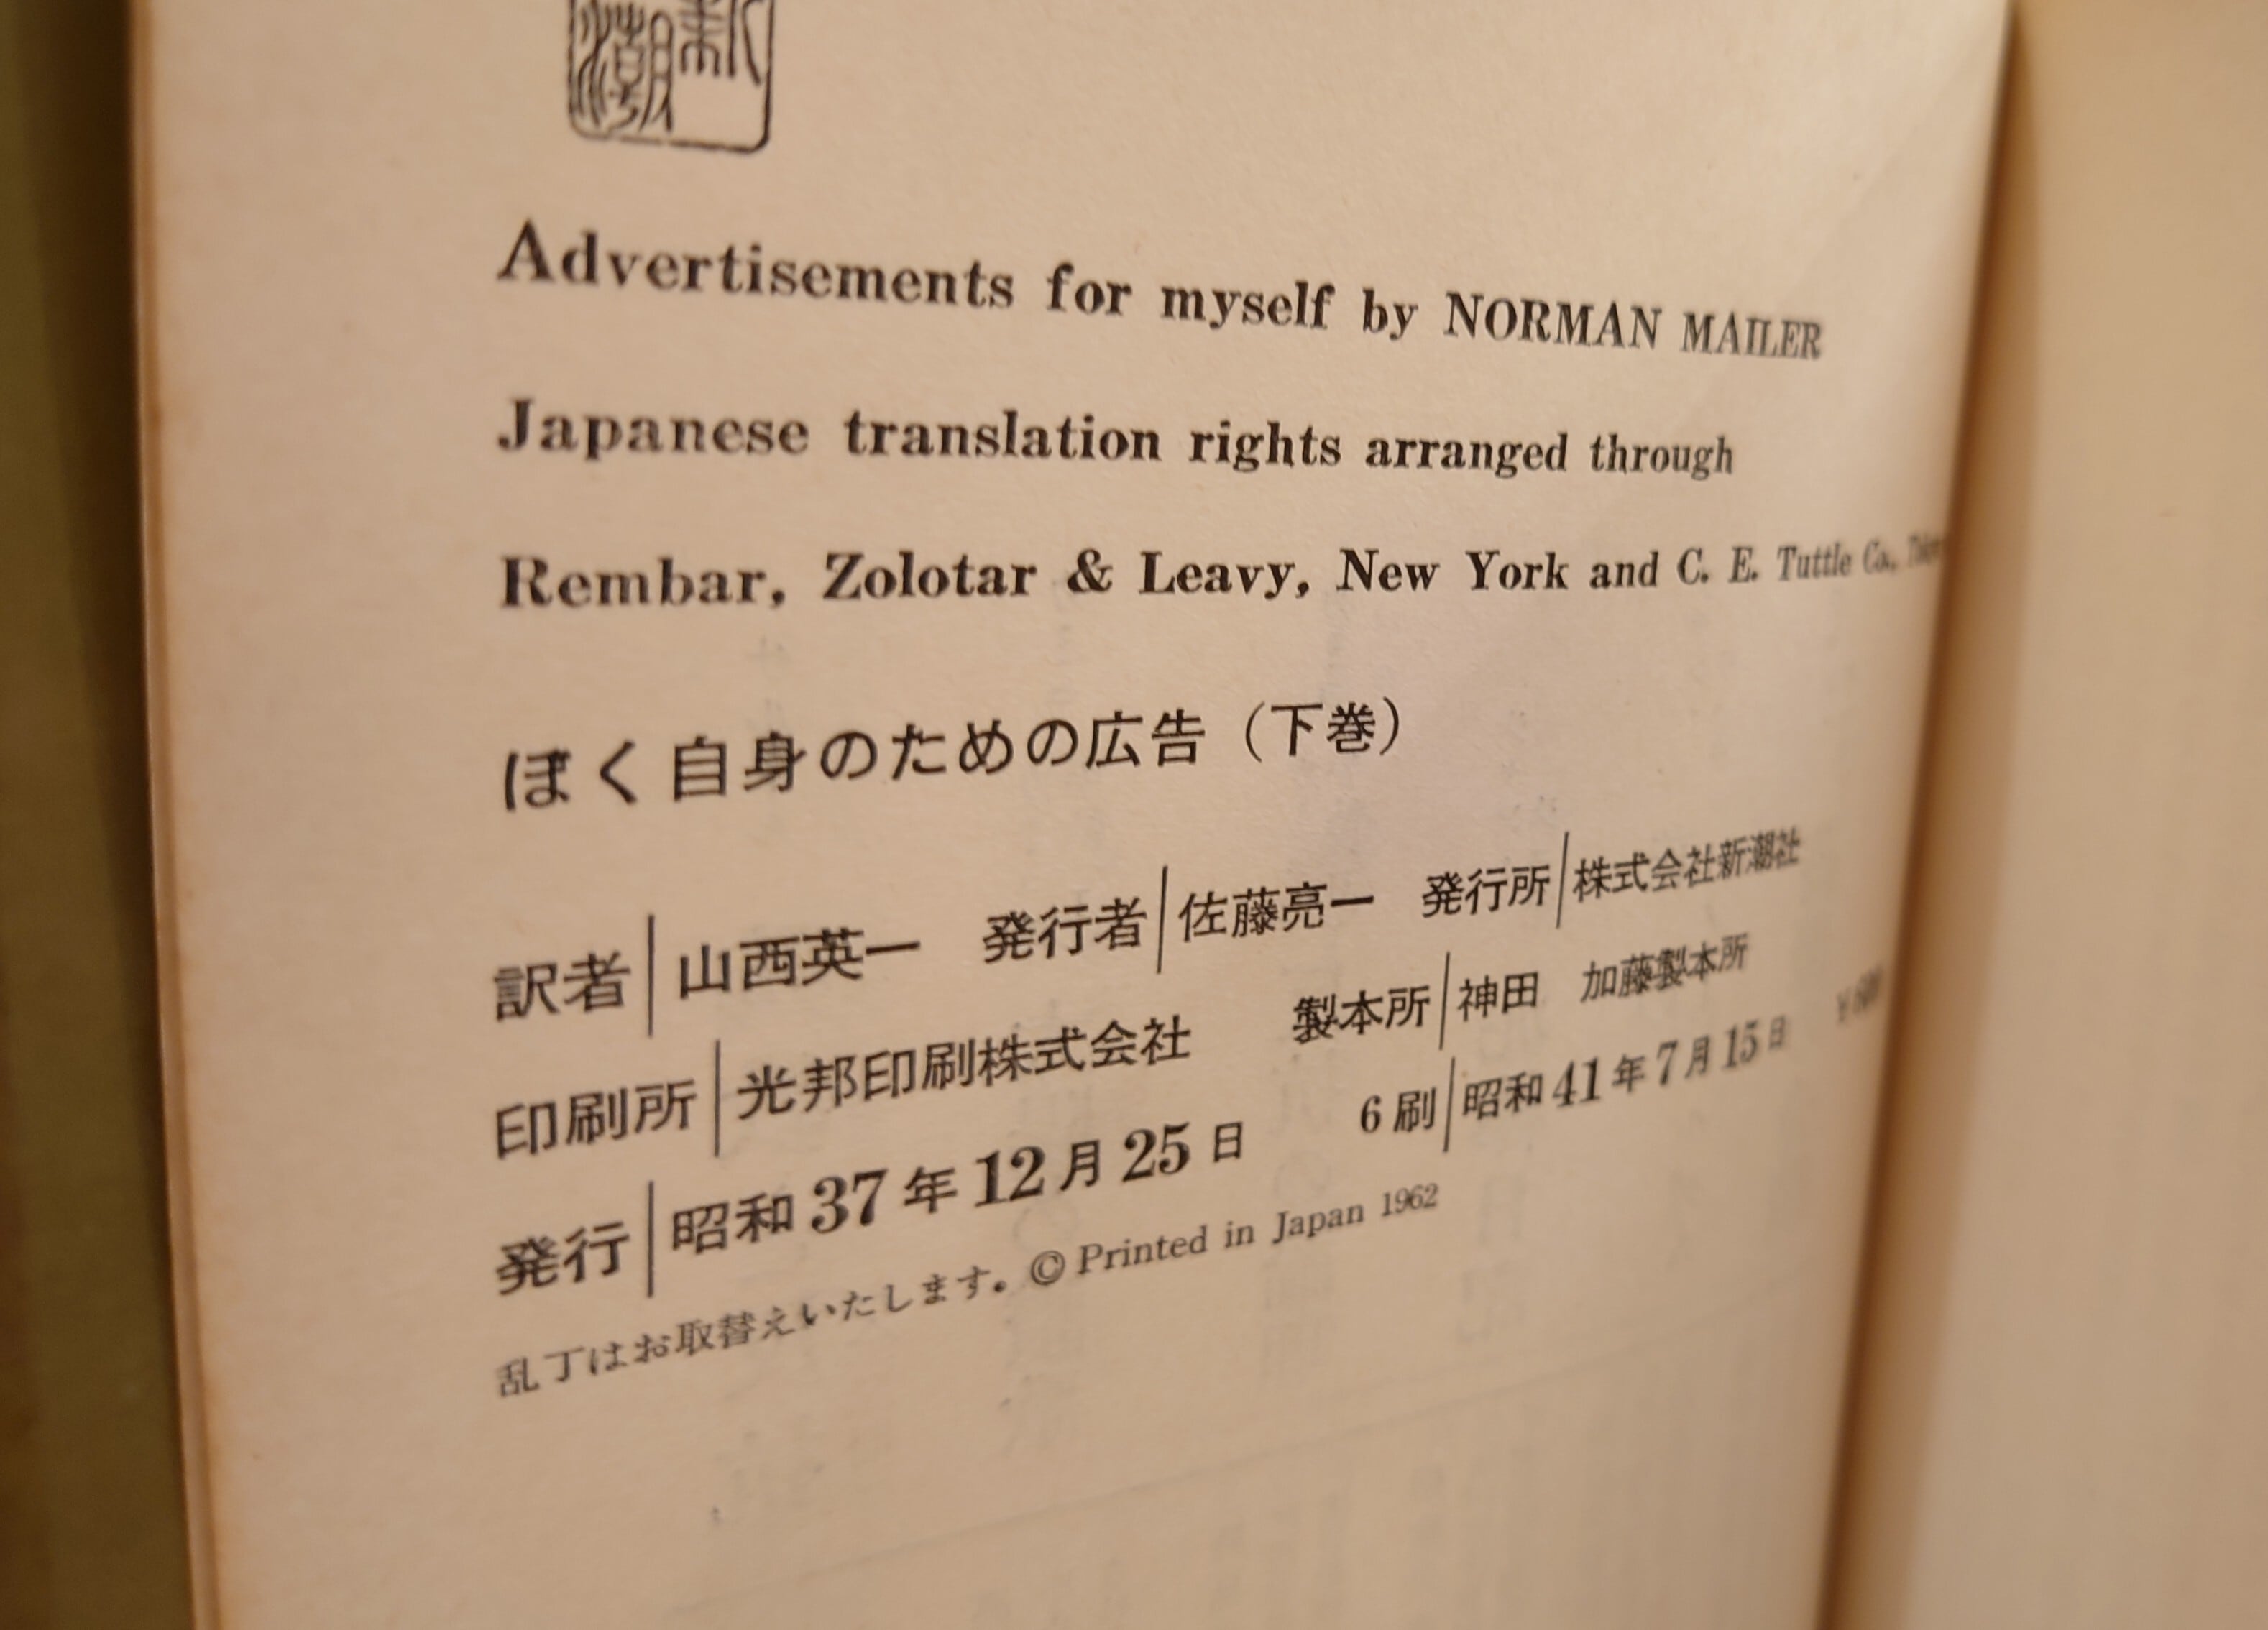 新潮
Advertisements for myself by NORMAN MAILER
Japanese translation rights arranged through
Rembar, Zolotar & Leavy, New York and C. E. Tuttle Co.,
ぼく自身のための広告（下巻）
訳者｜山西英一 発行者｜佐藤亮一 発行所｜株式会社新潮社
印刷所｜光邦印刷株式会社 製本所｜神田 加藤製本所
発行｜昭和37年12月25日 6刷｜昭和41年7月15日
乱丁はお取替えいたします。© Printed in Japan 1962